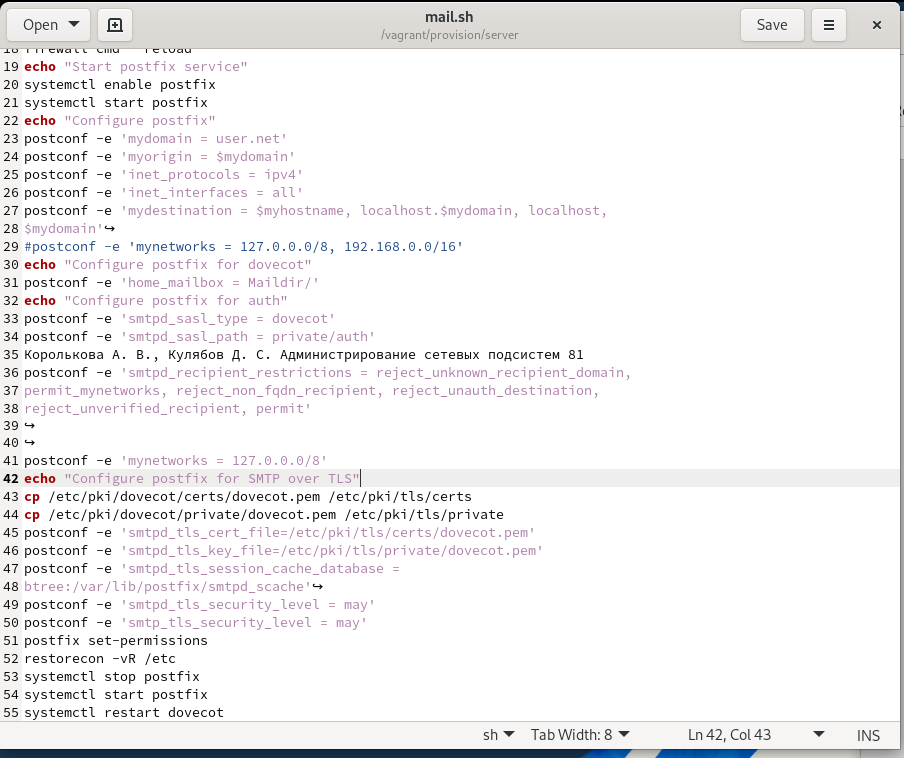 Open
mail.sh
/vagrant/provision/server
Save
19 echo "Start postfix service"
20 systemctl enable postfix
21 systemctl start postfix
22 echo "Configure postfix"
23 postconf -e 'mydomain = user.net'
24 postconf -e 'myorigin = $mydomain'
25 postconf -e 'inet_protocols = ipv4'
26 postconf -e 'inet_interfaces = all'
27 postconf -e 'mydestination = $myhostname, localhost.$mydomain, localhost,
28 $mydomain'↪
29 #postconf -e 'mynetworks = 127.0.0.0/8, 192.168.0.0/16'
30 echo "Configure postfix for dovecot"
31 postconf -e 'home_mailbox = Maildir/'
32 echo "Configure postfix for auth"
33 postconf -e 'smtpd_sasl_type = dovecot'
34 postconf -e 'smtpd_sasl_path = private/auth'
35 Королькова А. В., Кулябов Д. С. Администрирование сетевых подсистем 81
36 postconf -e 'smtpd_recipient_restrictions = reject_unknown_recipient_domain,
37 permit_mynetworks, reject_non_fqdn_recipient, reject_unauth_destination,
38 reject_unverified_recipient, permit'
39 ↪
40 ↪
41 postconf -e 'mynetworks = 127.0.0.0/8'
42 echo "Configure postfix for SMTP over TLS"
43 cp /etc/pki/dovecot/certs/dovecot.pem /etc/pki/tls/certs
44 cp /etc/pki/dovecot/private/dovecot.pem /etc/pki/tls/private
45 postconf -e 'smtpd_tls_cert_file=/etc/pki/tls/certs/dovecot.pem'
46 postconf -e 'smtpd_tls_key_file=/etc/pki/tls/private/dovecot.pem'
47 postconf -e 'smtpd_tls_session_cache_database =
48 btree:/var/lib/postfix/smtpd_scache'↪
49 postconf -e 'smtpd_tls_security_level = may'
50 postconf -e 'smtp_tls_security_level = may'
51 postfix set-permissions
52 restorecon -vR /etc
53 systemctl stop postfix
54 systemctl start postfix
55 systemctl restart dovecot
sh Tab Width: 8 Ln 42, Col 43 INS